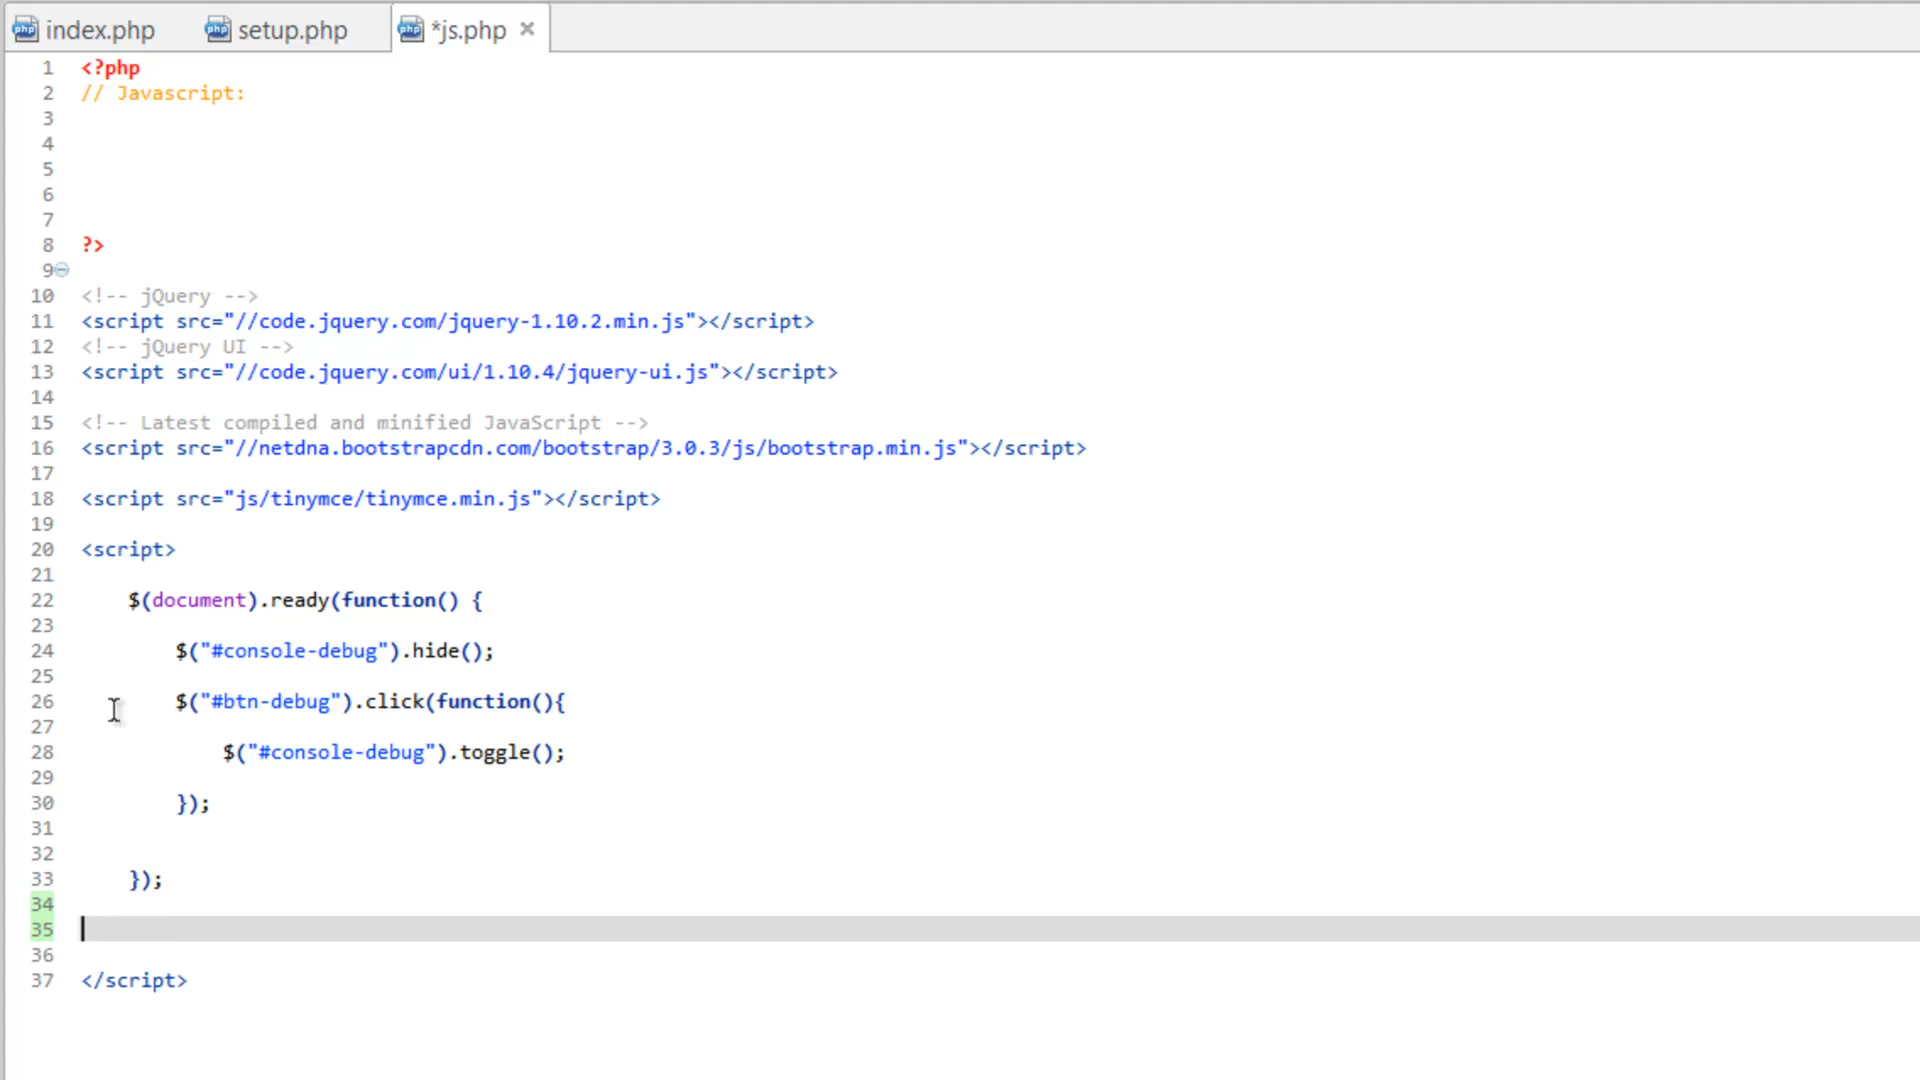 index.php setup.php *js.php
1 <?php
2 // Javascript:
3
4
5
6
7
8 ?>
9
10 <!-- jQuery -->
11 <script src="//code.jquery.com/jquery-1.10.2.min.js"></script>
12 <!-- jQuery UI -->
13 <script src="//code.jquery.com/ui/1.10.4/jquery-ui.js"></script>
14
15 <!-- Latest compiled and minified JavaScript -->
16 <script src="//netdna.bootstrapcdn.com/bootstrap/3.0.3/js/bootstrap.min.js"></script>
17
18 <script src="js/tinymce/tinymce.min.js"></script>
19
20 <script>
21
22 $(document).ready(function() {
23
24 $("#console-debug").hide();
25
26 $("#btn-debug").click(function(){
27
28 $("#console-debug").toggle();
29
30 });
31
32
33 });
34
35
36
37 </script>